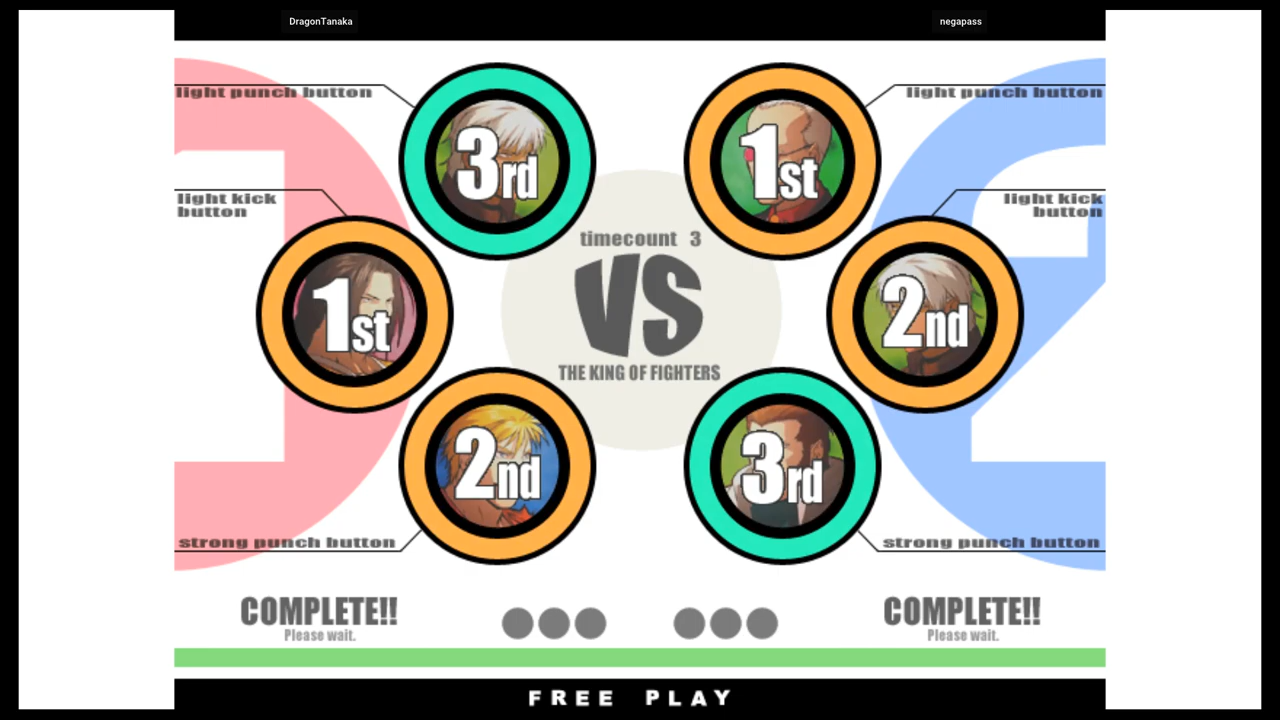 DragonTanaka
negapass
light punch button
light punch button
3rd
1st
light kick
button
light kick
button
timecount 3
VS
1st
2nd
THE KING OF FIGHTERS
2nd
3rd
strong punch button
strong punch button
COMPLETE!!
Please wait.
COMPLETE!!
Please wait.
FREE PLAY